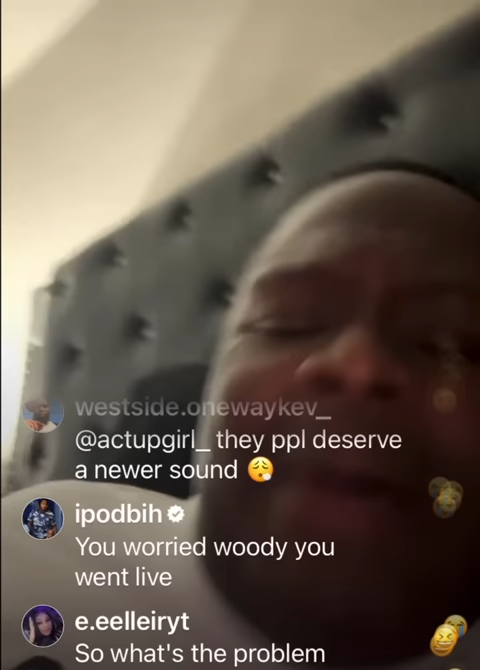 westside.onewaykev_
@actupgirl_ they ppl deserve
a newer sound 😮‍💨
ipodbih
You worried woody you
went live
e.eelleiryt
So what's the problem